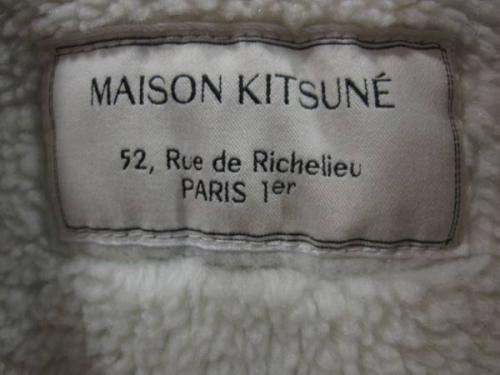 MAISON KITSUNÉ
52, Rue de Richelieu
PARIS 1er